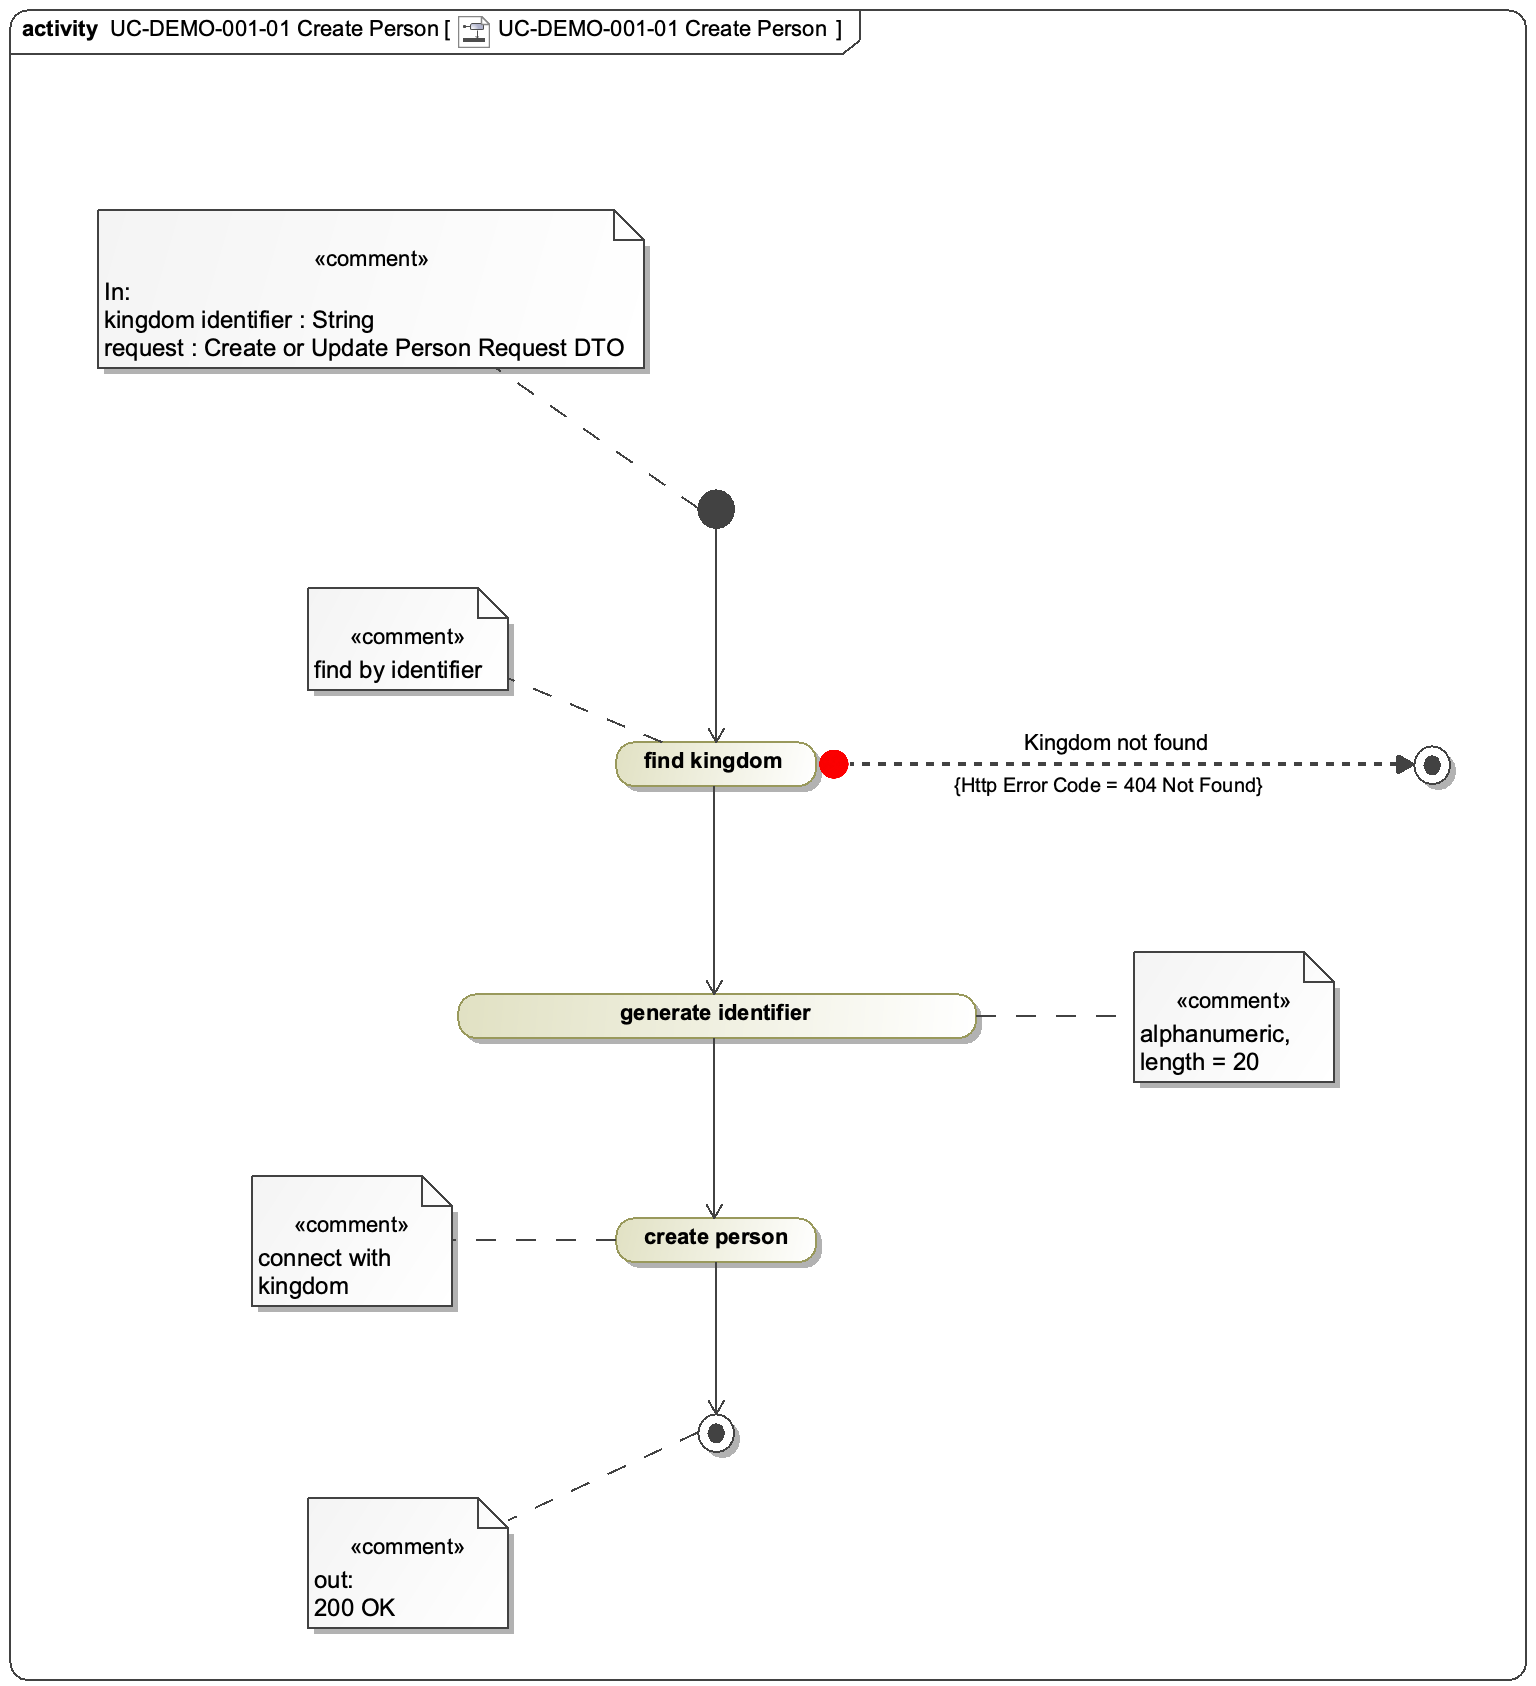 activity UC-DEMO-001-01 Create Person [ UC-DEMO-001-01 Create Person ]
«comment»
In:
kingdom identifier : String
request : Create or Update Person Request DTO
«comment»
find by identifier
find kingdom
Kingdom not found
{Http Error Code = 404 Not Found}
generate identifier
«comment»
alphanumeric,
length = 20
«comment»
connect with
kingdom
create person
«comment»
out:
200 OK